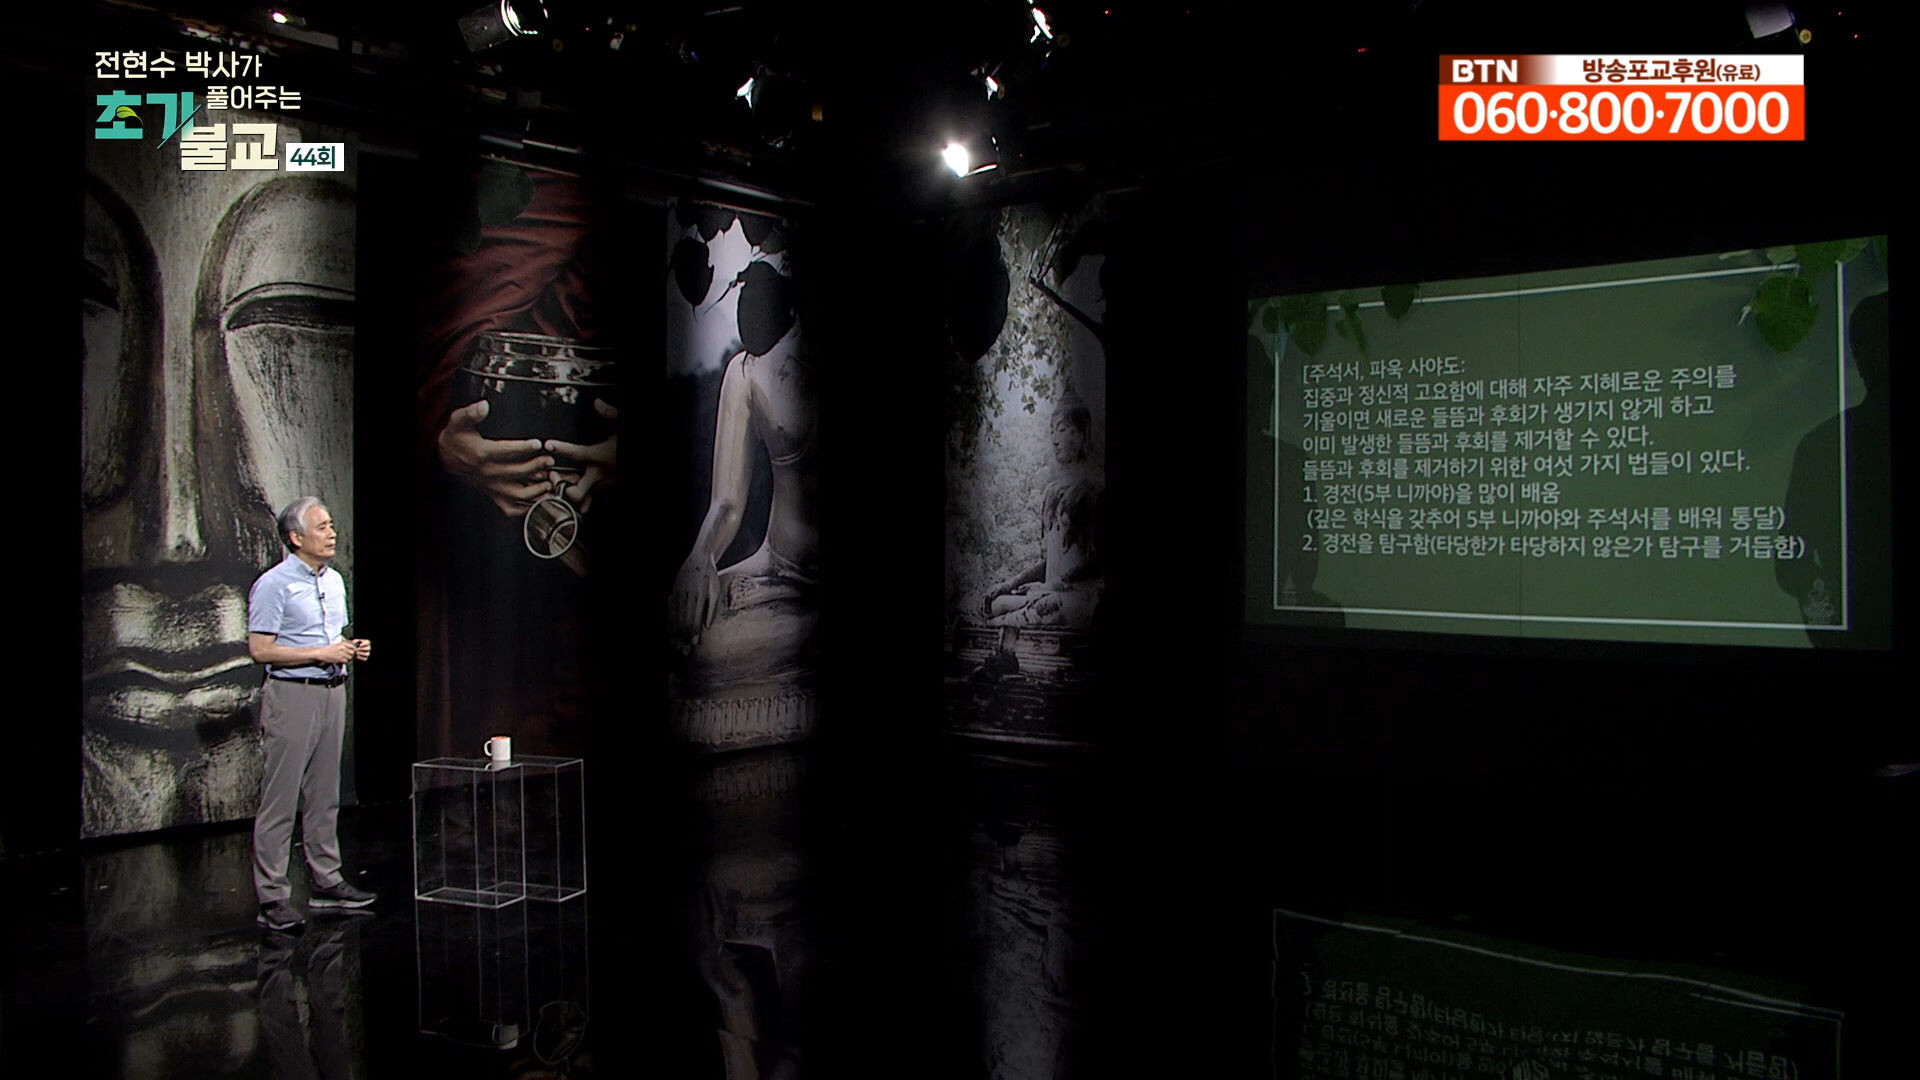 전현수 박사가
풀어주는
초기
불교 44회
BTN 방송포교후원(유료)
060·800·7000
[주석서, 파욱 사야도:
집중과 정신적 고요함에 대해 자주 지혜로운 주의를
기울이면 새로운 들뜸과 후회가 생기지 않게 하고
이미 발생한 들뜸과 후회를 제거할 수 있다.
들뜸과 후회를 제거하기 위한 여섯 가지 법들이 있다.
1. 경전(5부 니까야)을 많이 배움
(깊은 학식을 갖추어 5부 니까야와 주석서를 배워 통달)
2. 경전을 탐구함(타당한가 타당하지 않은가 탐구를 거듭함)